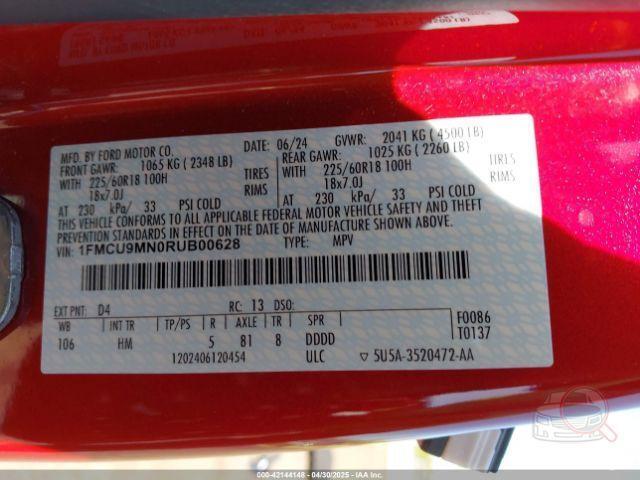 MFD. BY FORD MOTOR CO.
DATE: 06/24 GVWR: 2041 KG ( 4500 LB)
FRONT GAWR: 1065 KG ( 2348 LB)
REAR GAWR: 1025 KG ( 2260 LB)
WITH 225/60R18 100H TIRES
WITH 225/60R18 100H TIRES
18x7.0J RIMS
18x7.0J RIMS
AT 230 kPa/ 33 PSI COLD
AT 230 kPa/ 33 PSI COLD
THIS VEHICLE CONFORMS TO ALL APPLICABLE FEDERAL MOTOR VEHICLE SAFETY AND THEFT
PREVENTION STANDARDS IN EFFECT ON THE DATE OF MANUFACTURE SHOWN ABOVE.
VIN: 1FMCU9MN0RUB00628 TYPE: MPV
EXT PNT: D4 RC: 13 DSO:
F0086
WB INT TR TP/PS R AXLE TR SPR
T0137
106 HM 5 81 8 DDDD
1202406120454 ULC ▽ 5U5A-3520472-AA
000-42144148 - 04/30/2025 - IAA Inc.